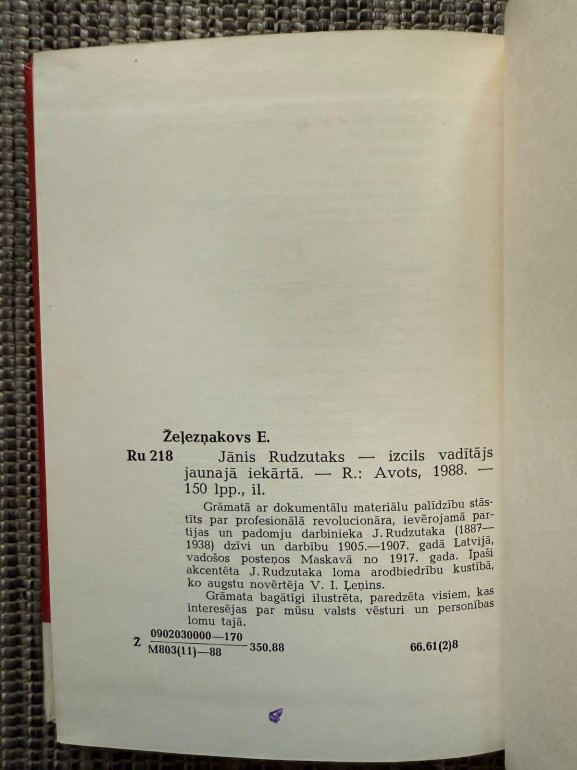 Žeļezņakovs E.
Ru 218 Jānis Rudzutaks — izcils vadītājs
jaunajā iekārtā. — R.: Avots, 1988. —
150 lpp., il.
Grāmatā ar dokumentālu materiālu palīdzību stās-
tīts par profesionālā revolucionāra, ievērojamā par-
tijas un padomju darbinieka J. Rudzutaka (1887—
1938) dzīvi un darbību 1905.—1907. gadā Latvijā,
vadošos posteņos Maskavā no 1917. gada. Īpaši
akcentēta J. Rudzutaka loma arodbiedrību kustībā,
ko augstu novērtēja V. I. Ļeņins.
Grāmata bagātīgi ilustrēta, paredzēta visiem, kas
interesējas par mūsu valsts vēsturi un personības
lomu tajā.
Ž 0902030000—170
M803(11)—88 350.88 66.61(2)8